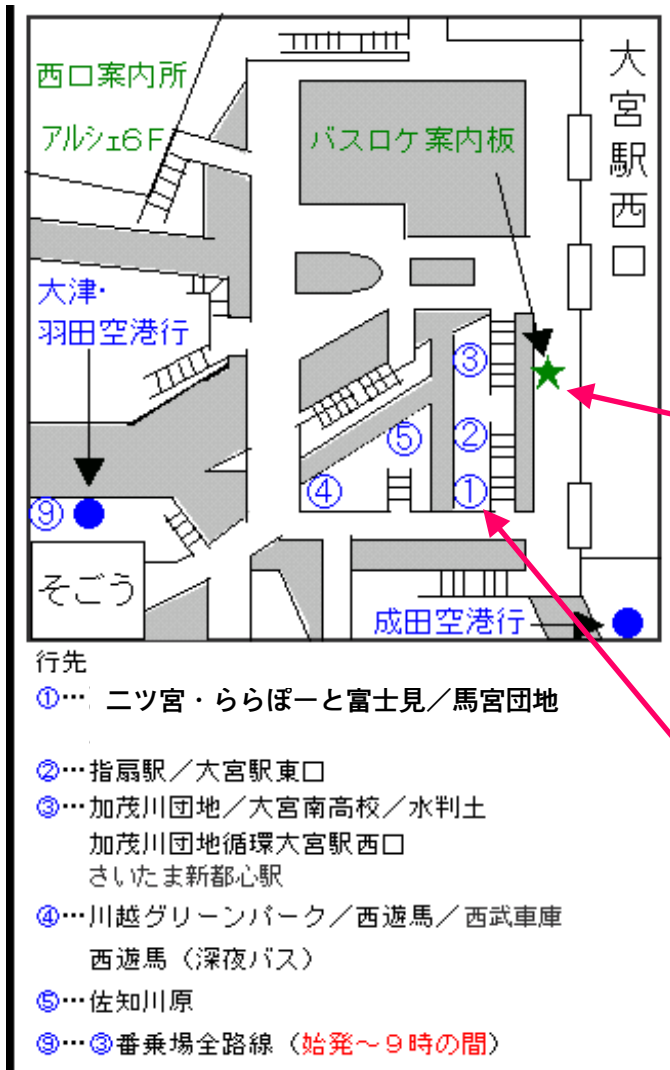 西口案内所
アルシェ6F
バスロケ案内板
大宮駅西口
大津・
羽田空港行
③
②
①
⑤
④
⑨
そごう
成田空港行
行先
①…二ツ宮・ららぽーと富士見／馬宮団地
②…指扇駅／大宮駅東口
③…加茂川団地／大宮南高校／水判土
加茂川団地循環大宮駅西口
さいたま新都心駅
④…川越グリーンパーク／西遊馬／西武車庫
西遊馬（深夜バス）
⑤…佐知川原
⑨…③番乗場全路線（始発～9時の間）